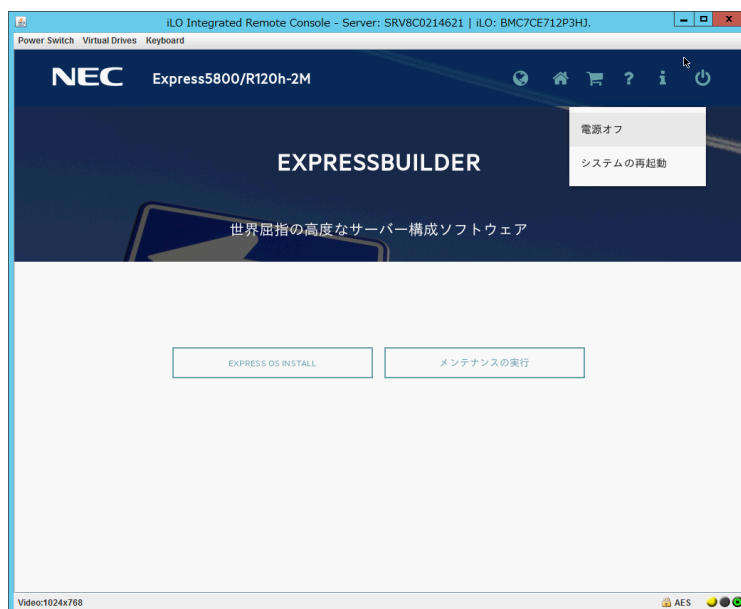 iLO Integrated Remote Console - Server: SRV8C0214621 | iLO: BMC7CE712P3HJ.
Power Switch Virtual Drives Keyboard
NEC Express5800/R120h-2M
電源オフ
システムの再起動
EXPRESSBUILDER
世界屈指の高度なサーバー構成ソフトウェア
EXPRESS OS INSTALL
メンテナンスの実行
Video:1024x768
AES